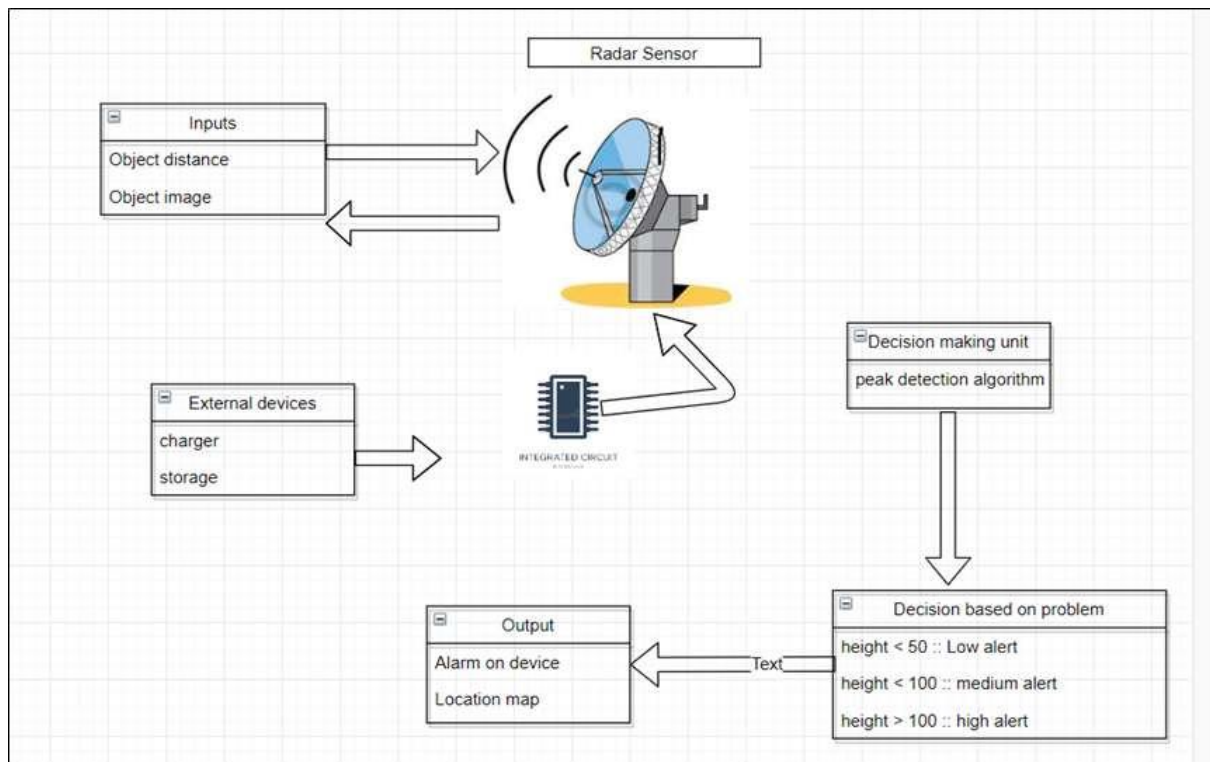 Radar Sensor
Inputs
Object distance
Object image
External devices
charger
storage
INTEGRATED CIRCUIT
Decision making unit
peak detection algorithm
Decision based on problem
height < 50 :: Low alert
height < 100 :: medium alert
height > 100 :: high alert
Text
Output
Alarm on device
Location map